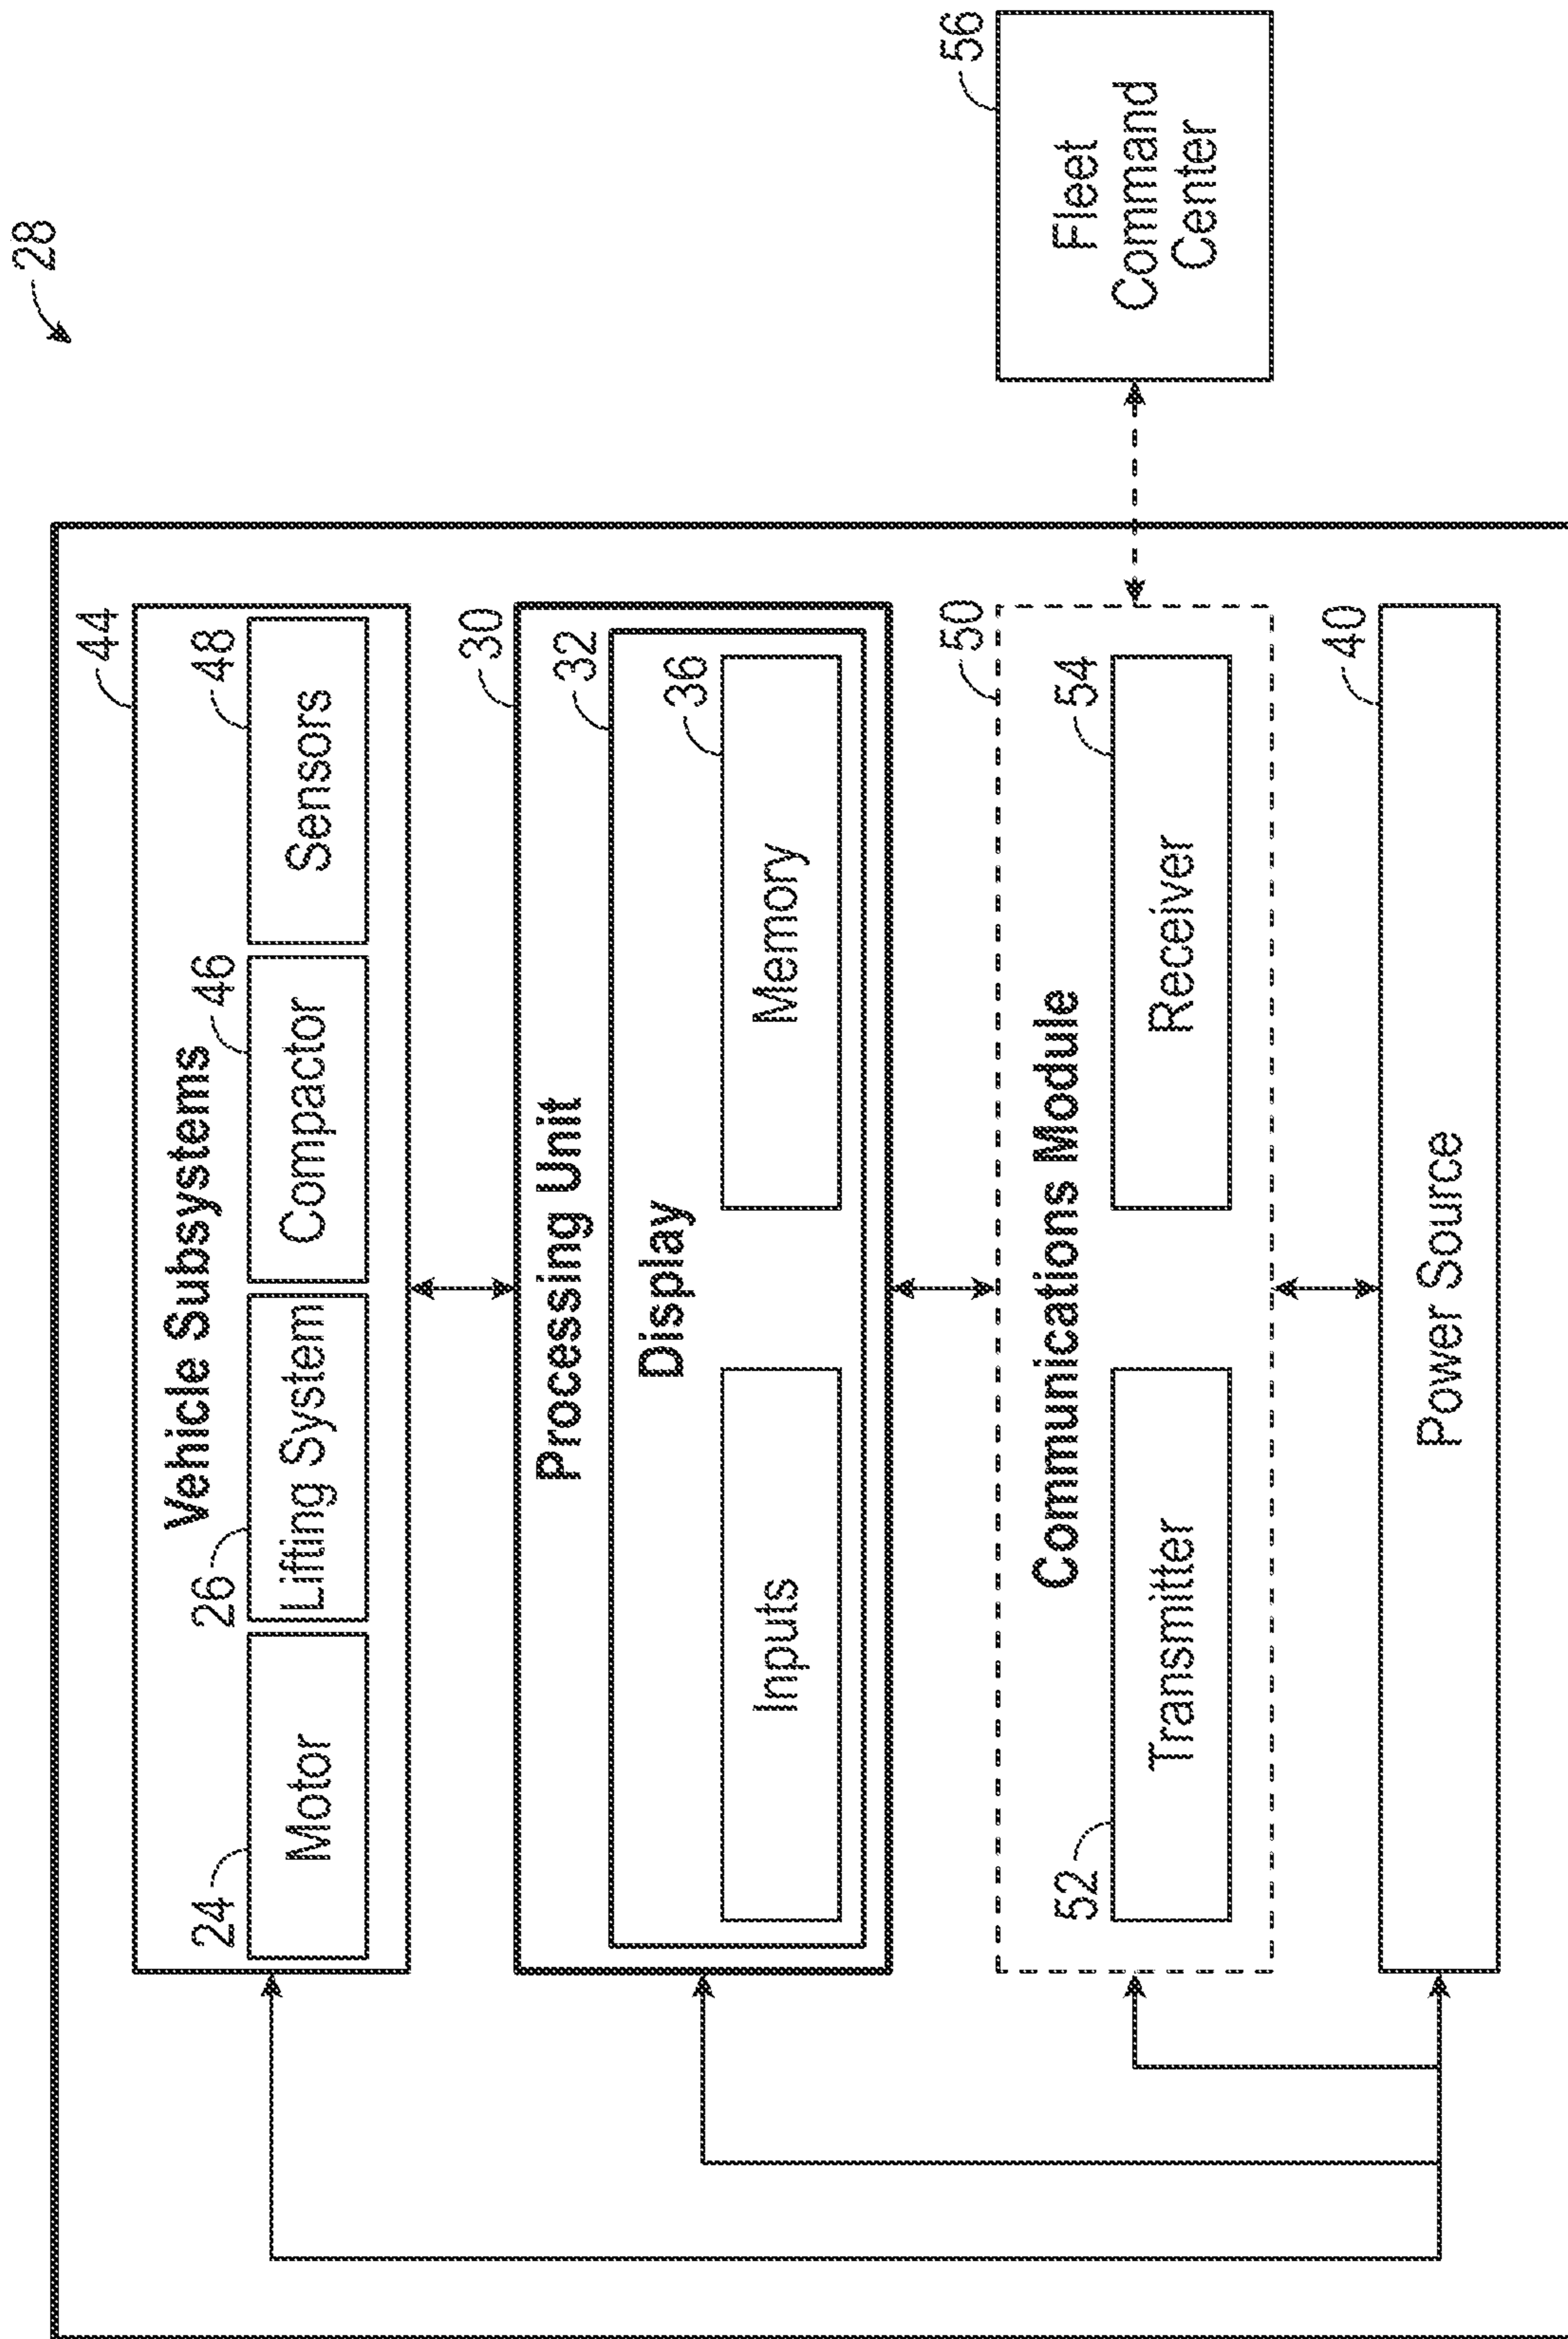 28
44
Vehicle Subsystems
24
Motor
26
Lifting System
46
Compactor
48
Sensors
30
Processing Unit
32
Display
Inputs
36
Memory
50
Communications Module
52
Transmitter
54
Receiver
56
Fleet
Command
Center
40
Power Source